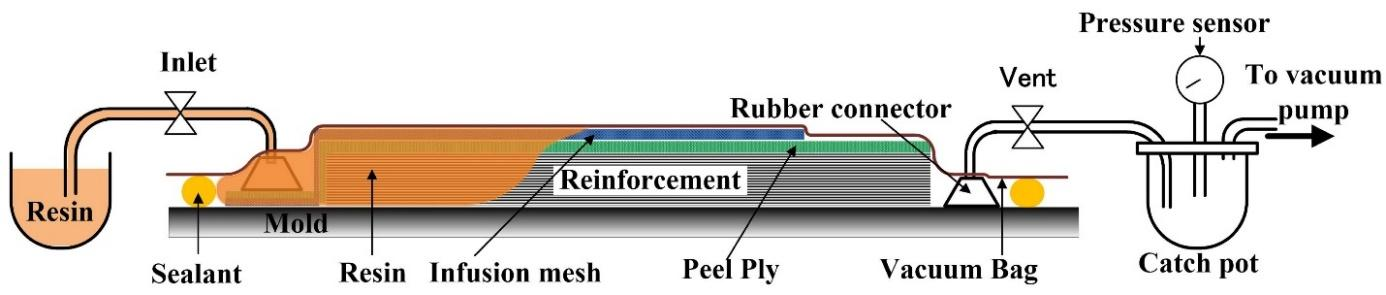 Pressure sensor
Inlet
Vent
To vacuum
pump
Rubber connector
Reinforcement
Resin
Mold
Sealant
Resin
Infusion mesh
Peel Ply
Vacuum Bag
Catch pot